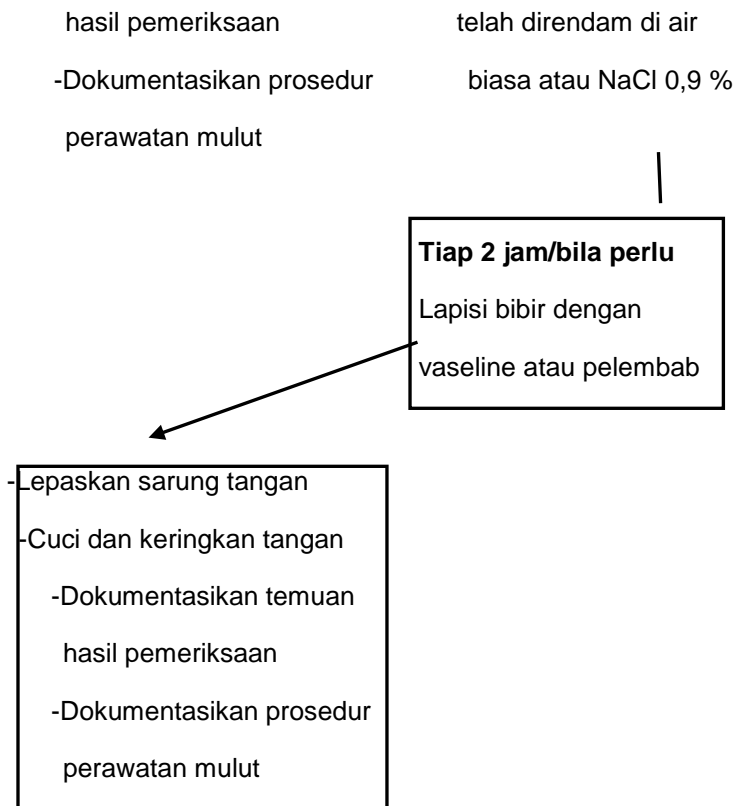 hasil pemeriksaan
-Dokumentasikan prosedur
perawatan mulut
telah direndam di air
biasa atau NaCl 0,9 %
Tiap 2 jam/bila perlu
Lapisi bibir dengan
vaseline atau pelembab
-Lepaskan sarung tangan
-Cuci dan keringkan tangan
-Dokumentasikan temuan
hasil pemeriksaan
-Dokumentasikan prosedur
perawatan mulut